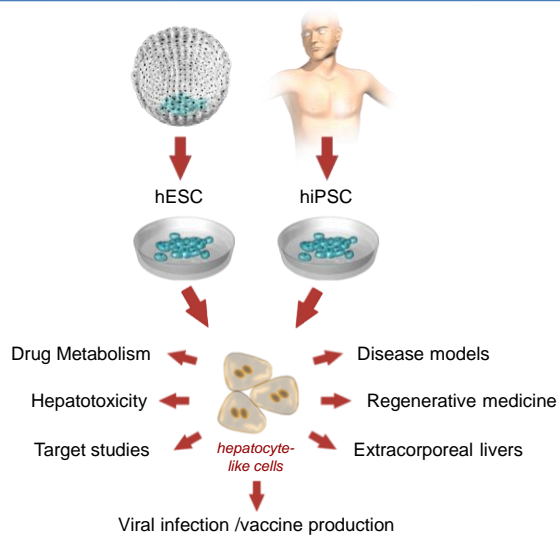 hESC
hiPSC
Drug Metabolism
Disease models
Hepatotoxicity
Regenerative medicine
Target studies
hepatocyte-
like cells
Extracorporeal livers
Viral infection /vaccine production